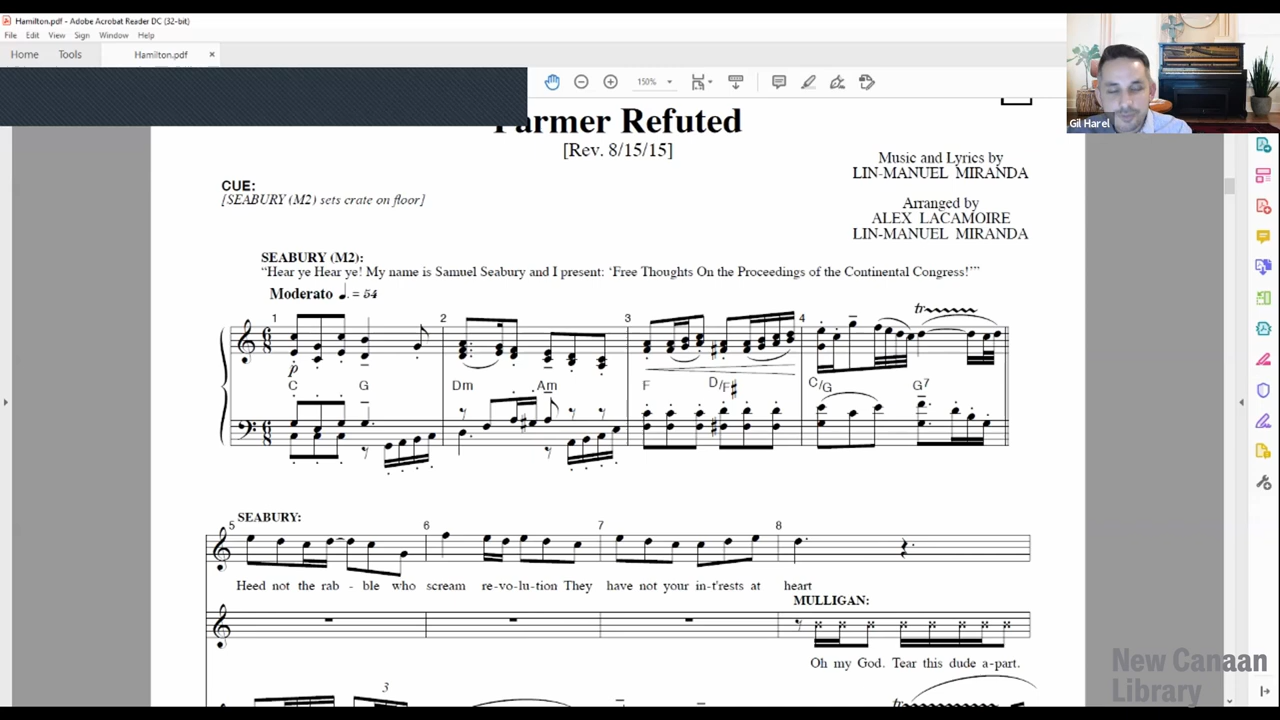 Hamilton.pdf - Adobe Acrobat Reader DC (32-bit)
File Edit View Sign Window Help
Home Tools Hamilton.pdf ×
150%
Gil Harel
Farmer Refuted
[Rev. 8/15/15]
Music and Lyrics by
LIN-MANUEL MIRANDA
CUE:
[SEABURY (M2) sets crate on floor]
Arranged by
ALEX LACAMOIRE
LIN-MANUEL MIRANDA
SEABURY (M2):
“Hear ye Hear ye! My name is Samuel Seabury and I present: ‘Free Thoughts On the Proceedings of the Continental Congress!’”
Moderato ♩. = 54
1 2 3 4
6 8
p
tr
C G Dm Am F D/F# C/G G7
6 8
SEABURY:
5 6 7 8
Heed not the rab - ble who scream re-vo-lu-tion They have not your in-t'rests at heart
MULLIGAN:
Oh my God. Tear this dude a-part.
3
tr
New Canaan
Library